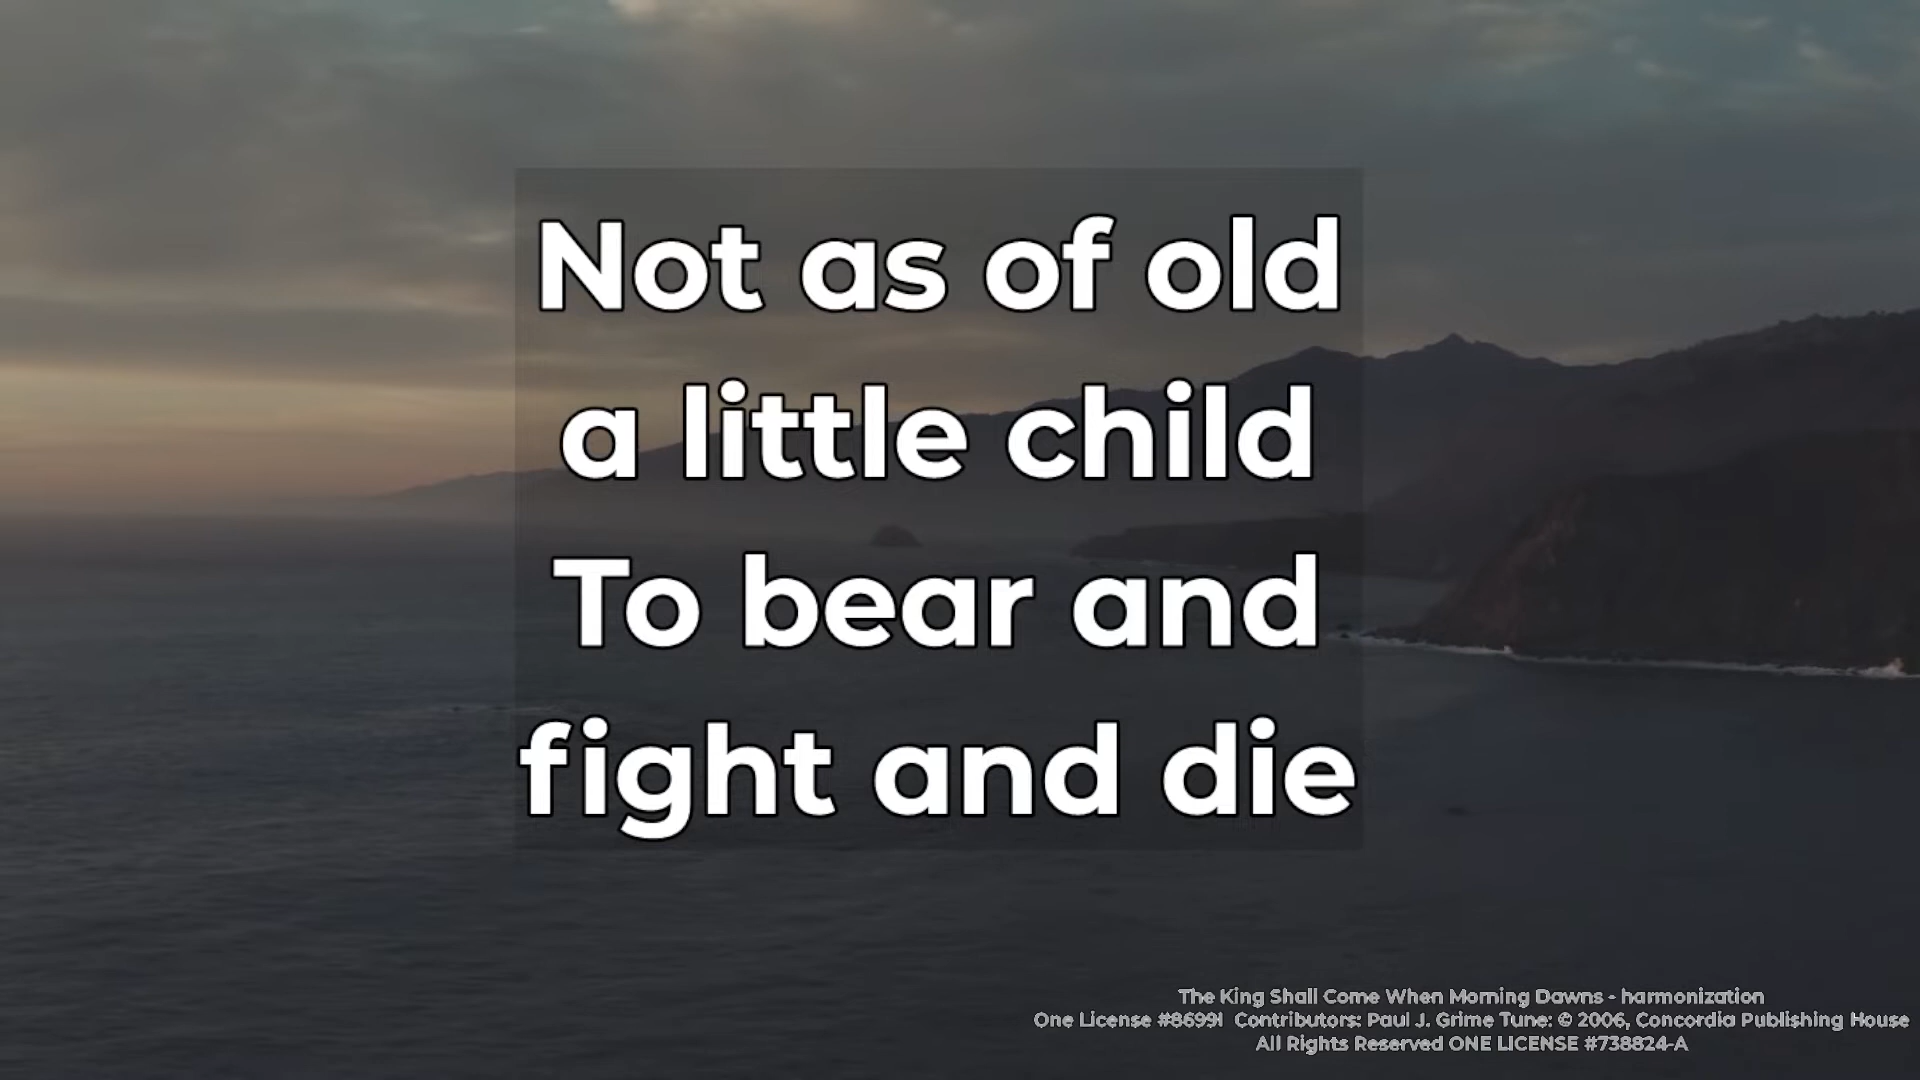 Not as of old
a little child
To bear and
fight and die
The King Shall Come When Morning Dawns - harmonization
One License #86991 Contributors: Paul J. Grime Tune: © 2006, Concordia Publishing House
All Rights Reserved ONE LICENSE #738824-A